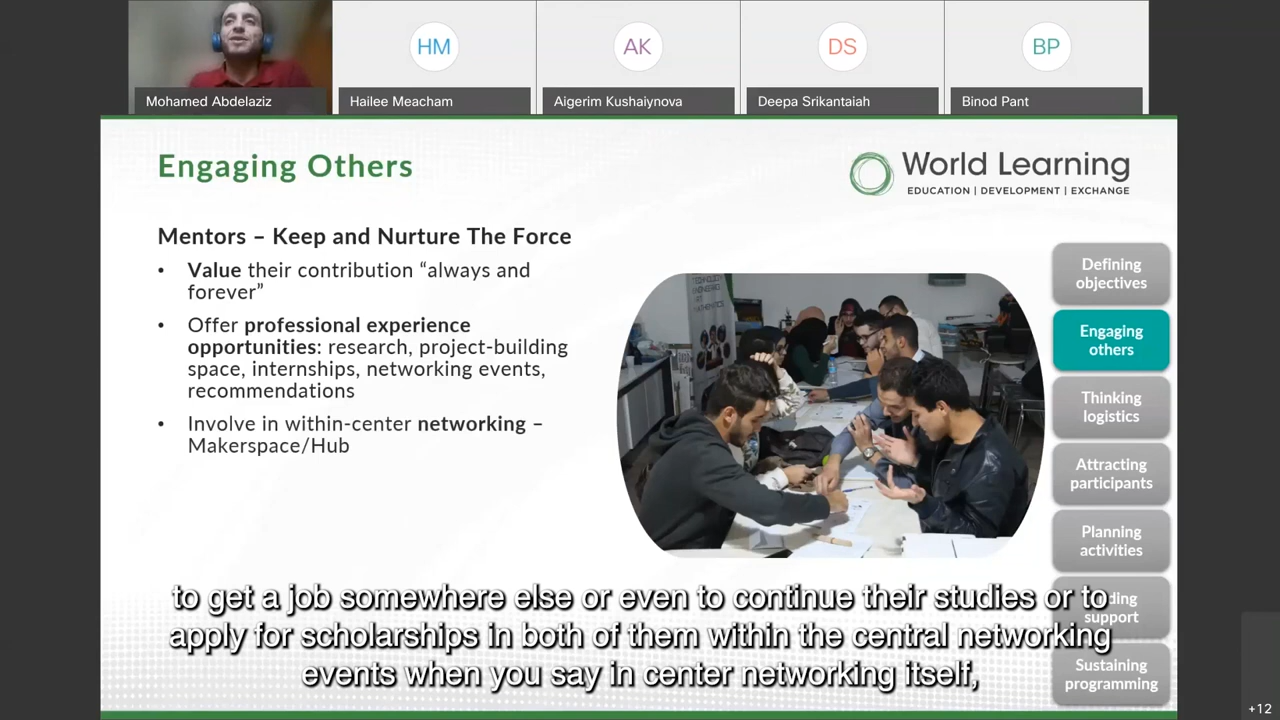 HM
AK
DS
BP
Mohamed Abdelaziz
Hailee Meacham
Aigerim Kushaiynova
Deepa Srikantaiah
Binod Pant
Engaging Others
World Learning
EDUCATION | DEVELOPMENT | EXCHANGE
Mentors – Keep and Nurture The Force
• Value their contribution “always and
forever”
• Offer professional experience
opportunities: research, project-building
space, internships, networking events,
recommendations
• Involve in within-center networking –
Makerspace/Hub
Defining
objectives
Engaging
others
Thinking
logistics
Attracting
participants
Planning
activities
support
Sustaining
programming
to get a job somewhere else or even to continue their studies or to
apply for scholarships in both of them within the central networking
events when you say in center networking itself,
+12